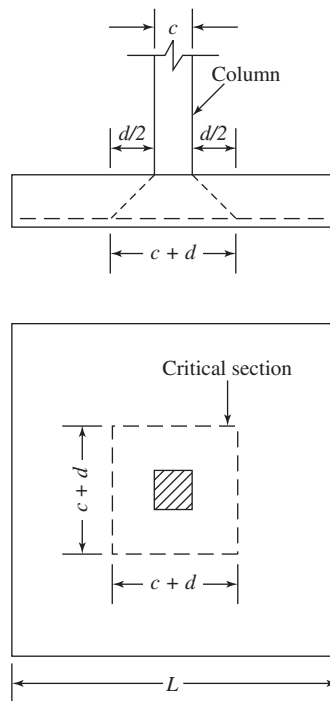 c
Column
d/2 d/2
c + d
Critical section
c + d
c + d
L